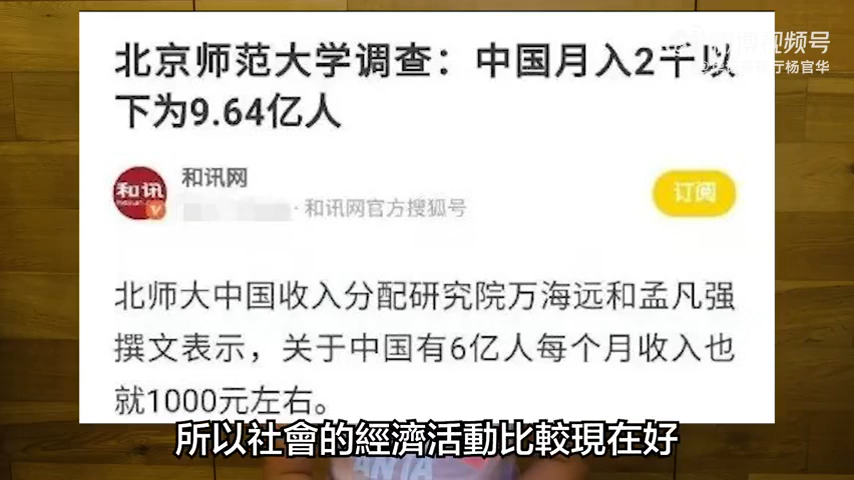 北京师范大学调查：中国月入2千以
下为9.64亿人
和讯网
和讯
和讯网官方搜狐号
订阅
北师大中国收入分配研究院万海远和孟凡强
撰文表示，关于中国有6亿人每个月收入也
就1000元左右。
所以社會的經濟活動比較現在好